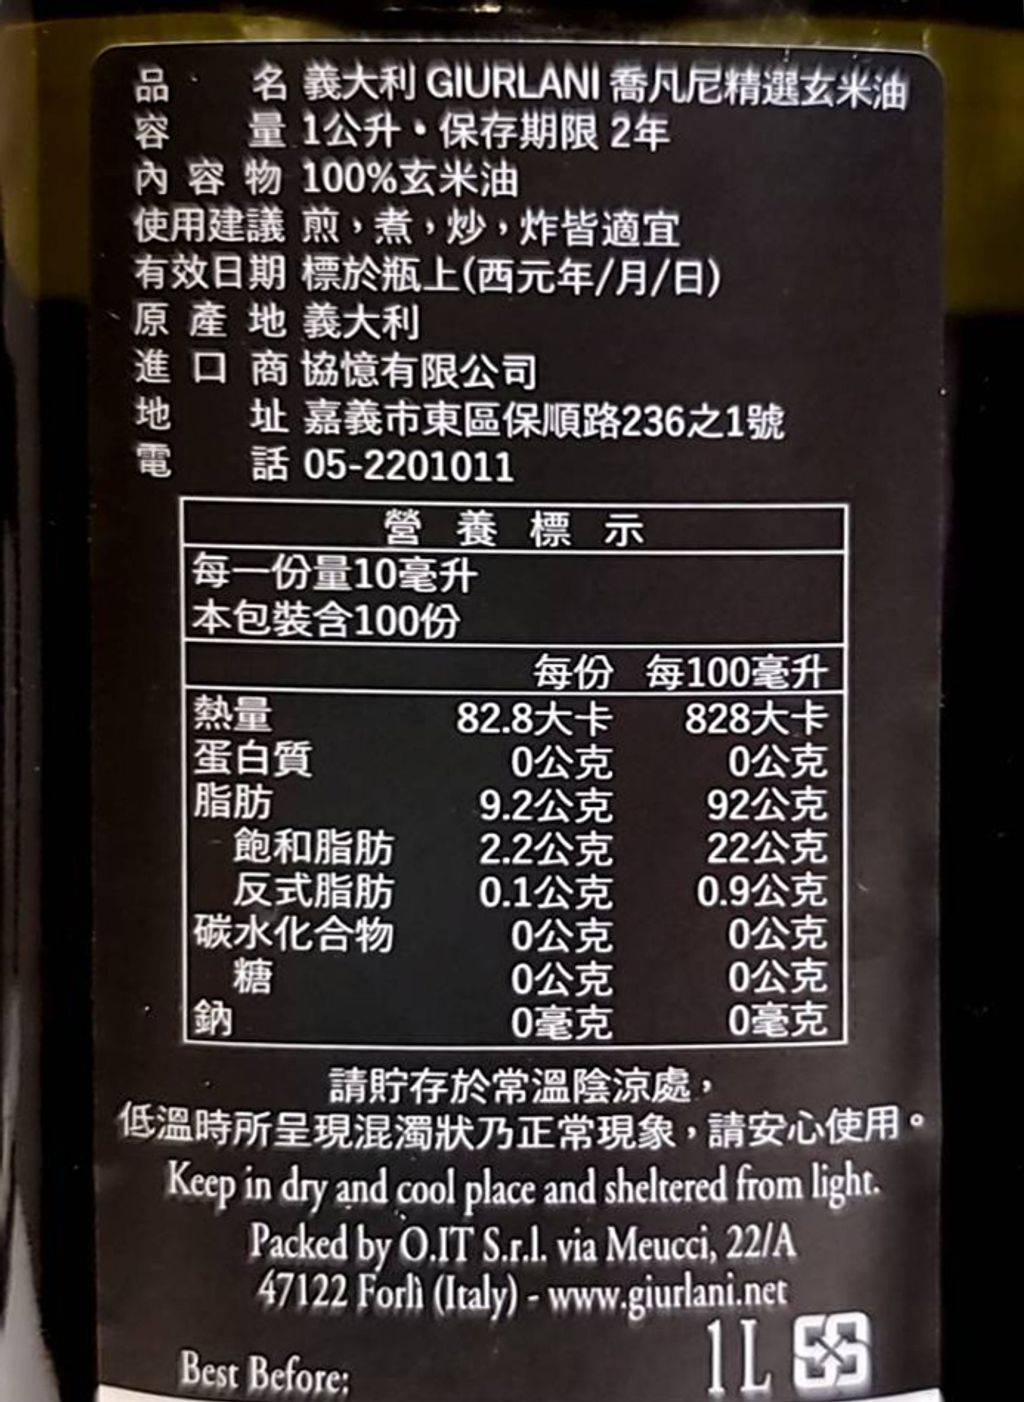 品名 義大利 GIURLANI 喬凡尼精選玄米油
容量 1公升•保存期限 2年
內容物 100%玄米油
使用建議 煎，煮，炒，炸皆適宜
有效日期 標於瓶上(西元年/月/日)
原產地 義大利
進口商 協憶有限公司
地址 嘉義市東區保順路236之1號
電話 05-2201011
營養標示
每一份量10毫升
本包裝含100份
每份 每100毫升
熱量 82.8大卡 828大卡
蛋白質 0公克 0公克
脂肪 9.2公克 92公克
飽和脂肪 2.2公克 22公克
反式脂肪 0.1公克 0.9公克
碳水化合物 0公克 0公克
糖 0公克 0公克
鈉 0毫克 0毫克
請貯存於常溫陰涼處，
低溫時所呈現混濁狀乃正常現象，請安心使用。
Keep in dry and cool place and sheltered from light.
Packed by O.IT S.r.l. via Meucci, 22/A
47122 Forlì (Italy) - www.giurlani.net
1L
Best Before: